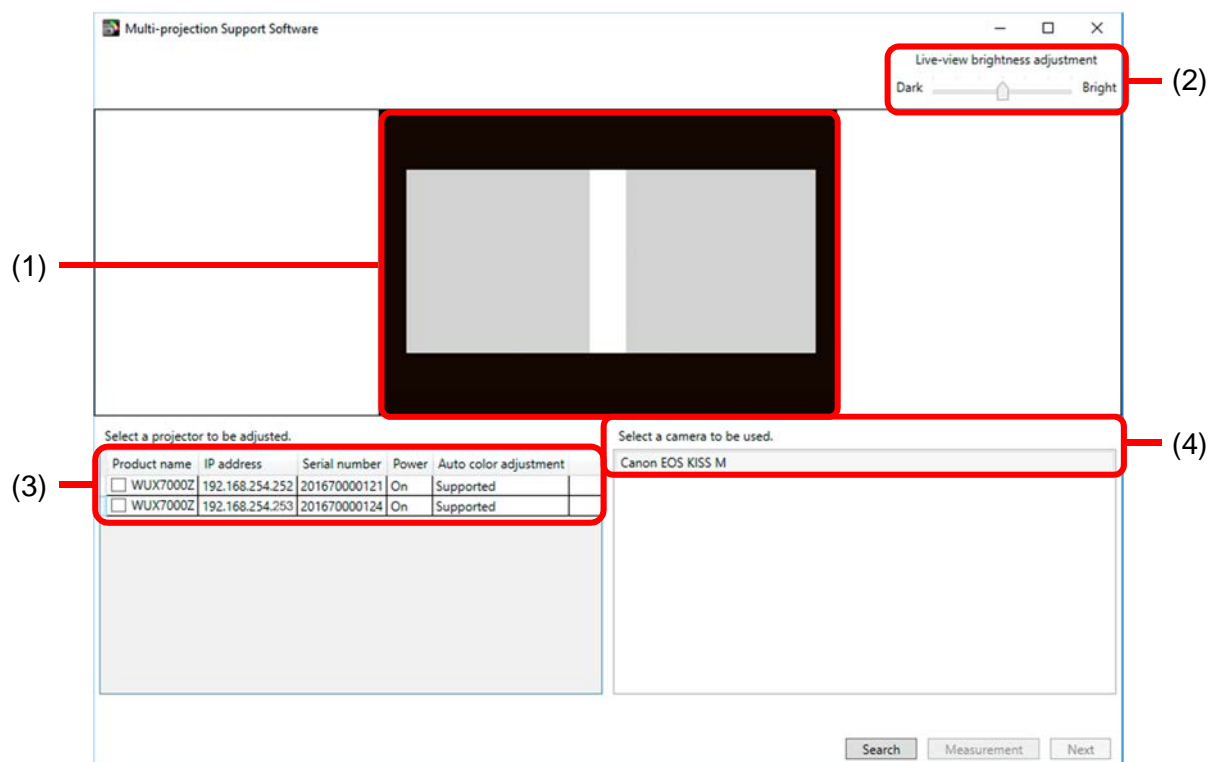 Multi-projection Support Software
Live-view brightness adjustment
Dark Bright
(2)
(1)
Select a projector to be adjusted.
Select a camera to be used.
(4)
Product name IP address Serial number Power Auto color adjustment
Canon EOS KISS M
(3)
WUX7000Z 192.168.254.252 201670000121 On Supported
WUX7000Z 192.168.254.253 201670000124 On Supported
Search Measurement Next